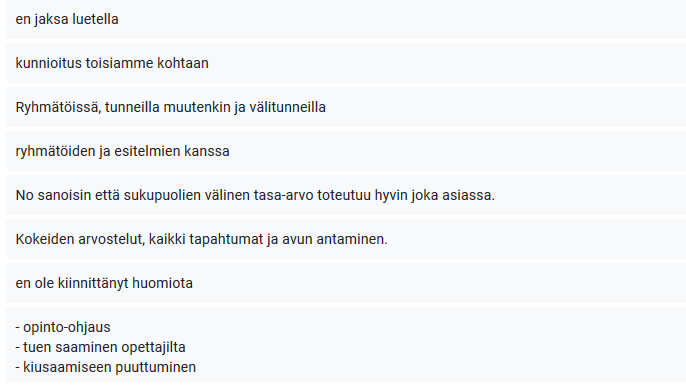 en jaksa luetella
kunnioitus toisiamme kohtaan
Ryhmätöissä, tunneilla muutenkin ja välitunneilla
ryhmätöiden ja esitelmien kanssa
No sanoisin että sukupuolien välinen tasa-arvo toteutuu hyvin joka asiassa.
Kokeiden arvostelut, kaikki tapahtumat ja avun antaminen.
en ole kiinnittänyt huomiota
- opinto-ohjaus
- tuen saaminen opettajilta
- kiusaamiseen puuttuminen